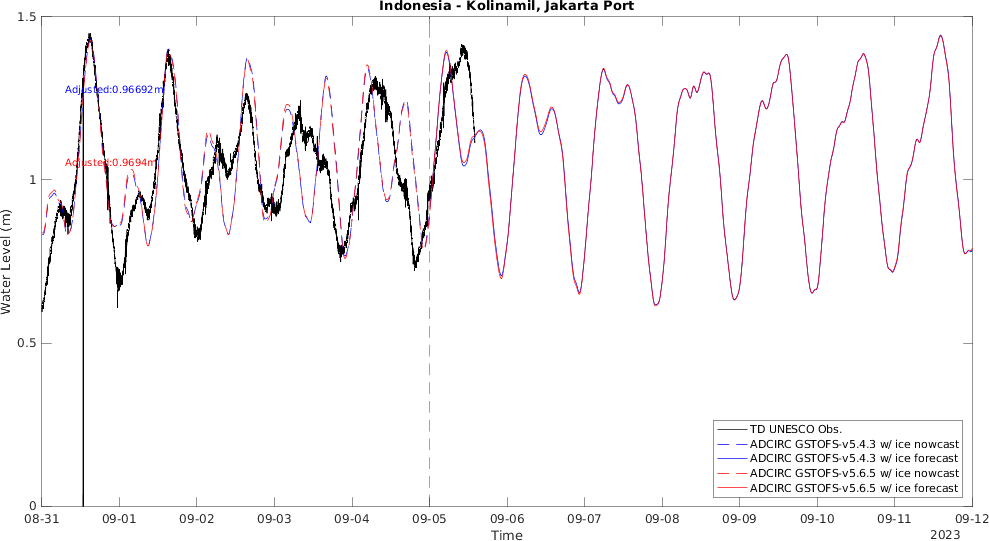 Indonesia - Kolinamil, Jakarta Port
1.5
Adjusted:0.96692m
Adjusted:0.9694m
1
Water Level (m)
0.5
TD UNESCO Obs.
ADCIRC GSTOFS-v5.4.3 w/ ice nowcast
ADCIRC GSTOFS-v5.4.3 w/ ice forecast
ADCIRC GSTOFS-v5.6.5 w/ ice nowcast
ADCIRC GSTOFS-v5.6.5 w/ ice forecast
0
08-31 09-01 09-02 09-03 09-04 09-05 09-06 09-07 09-08 09-09 09-10 09-11 09-12
Time
2023